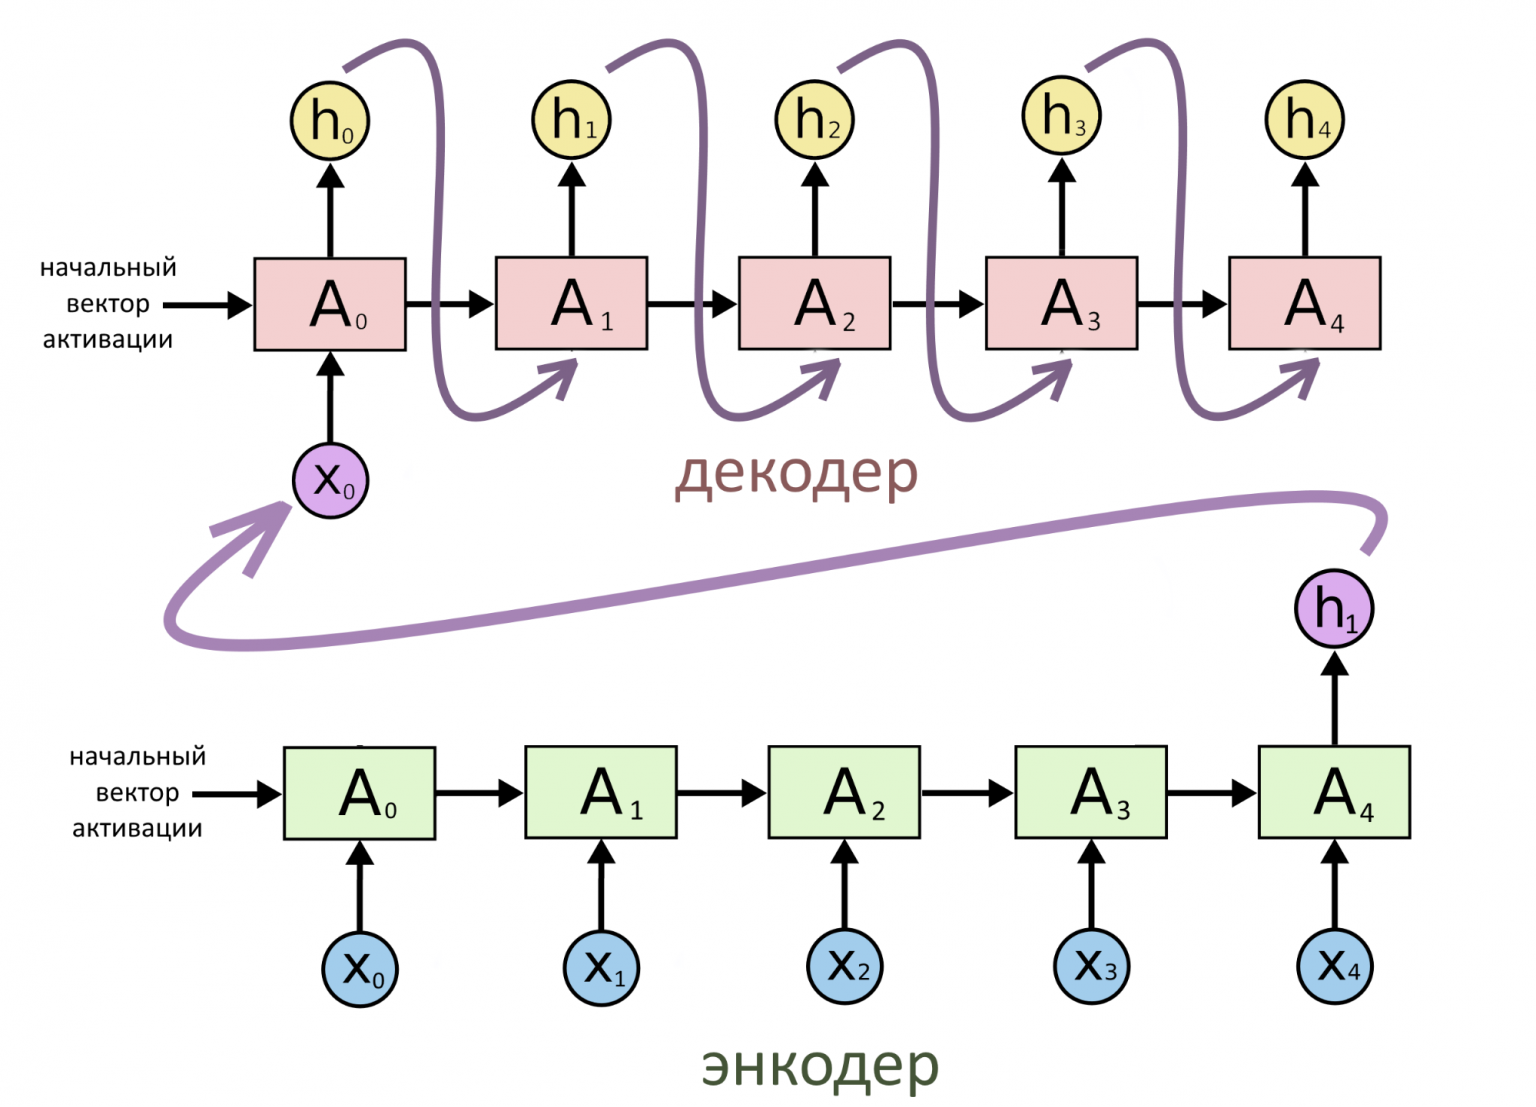 h₀ h₁ h₂ h₃ h₄
начальный
вектор
активации
A₀ A₁ A₂ A₃ A₄
x₀
декодер
h₁
начальный
вектор
активации
A₀ A₁ A₂ A₃ A₄
x₀ x₁ x₂ x₃ x₄
энкодер